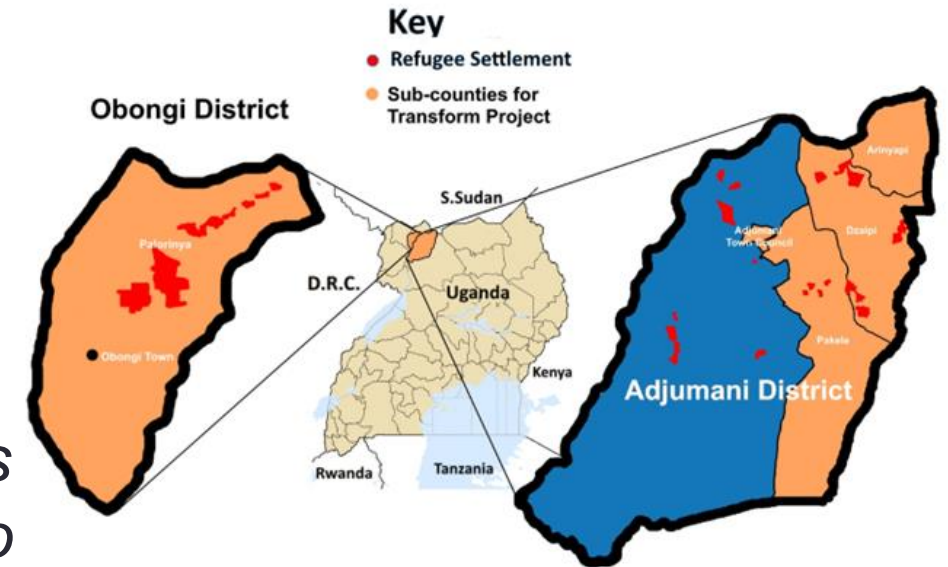 Key
Refugee Settlement
Sub-counties for
Transform Project
Obongi District
Palorinya
Obongi Town
S.Sudan
D.R.C.
Uganda
Kenya
Rwanda
Tanzania
Arinyapi
Dzaipi
Adjumani
Town Council
Pakele
Adjumani District
s
o